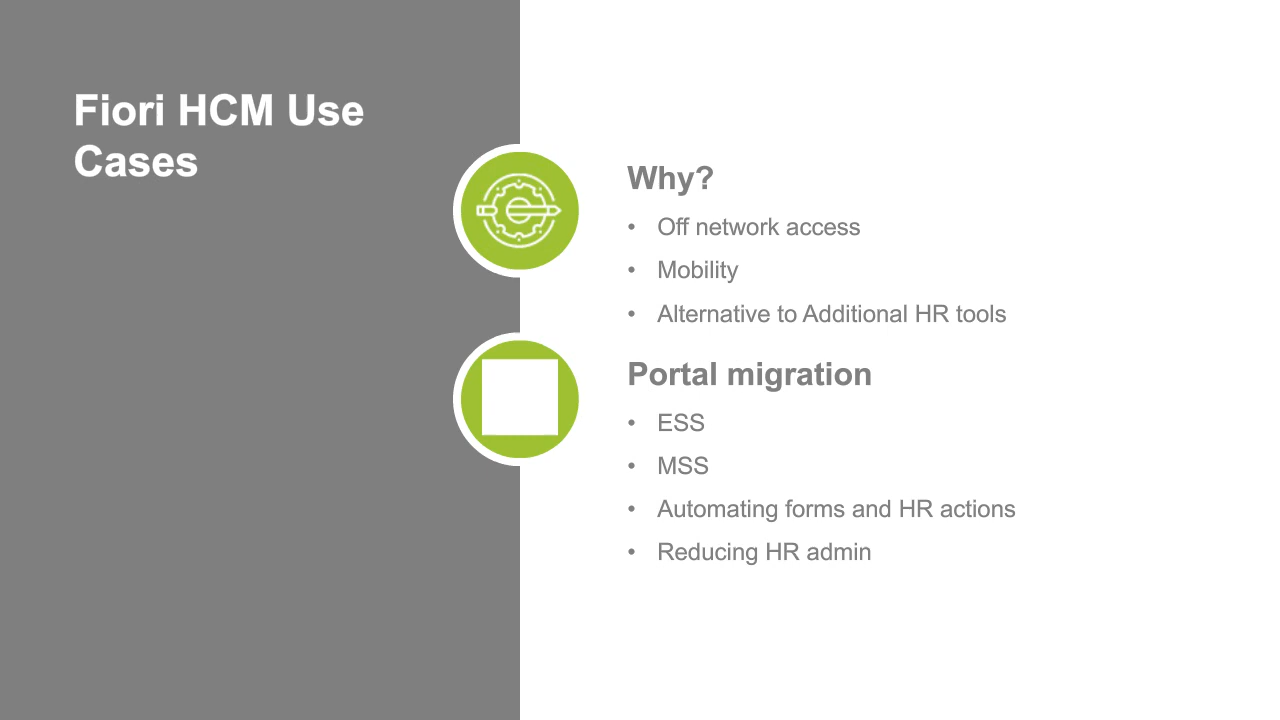 Fiori HCM Use
Cases
Why?
• Off network access
• Mobility
• Alternative to Additional HR tools
Portal migration
• ESS
• MSS
• Automating forms and HR actions
• Reducing HR admin